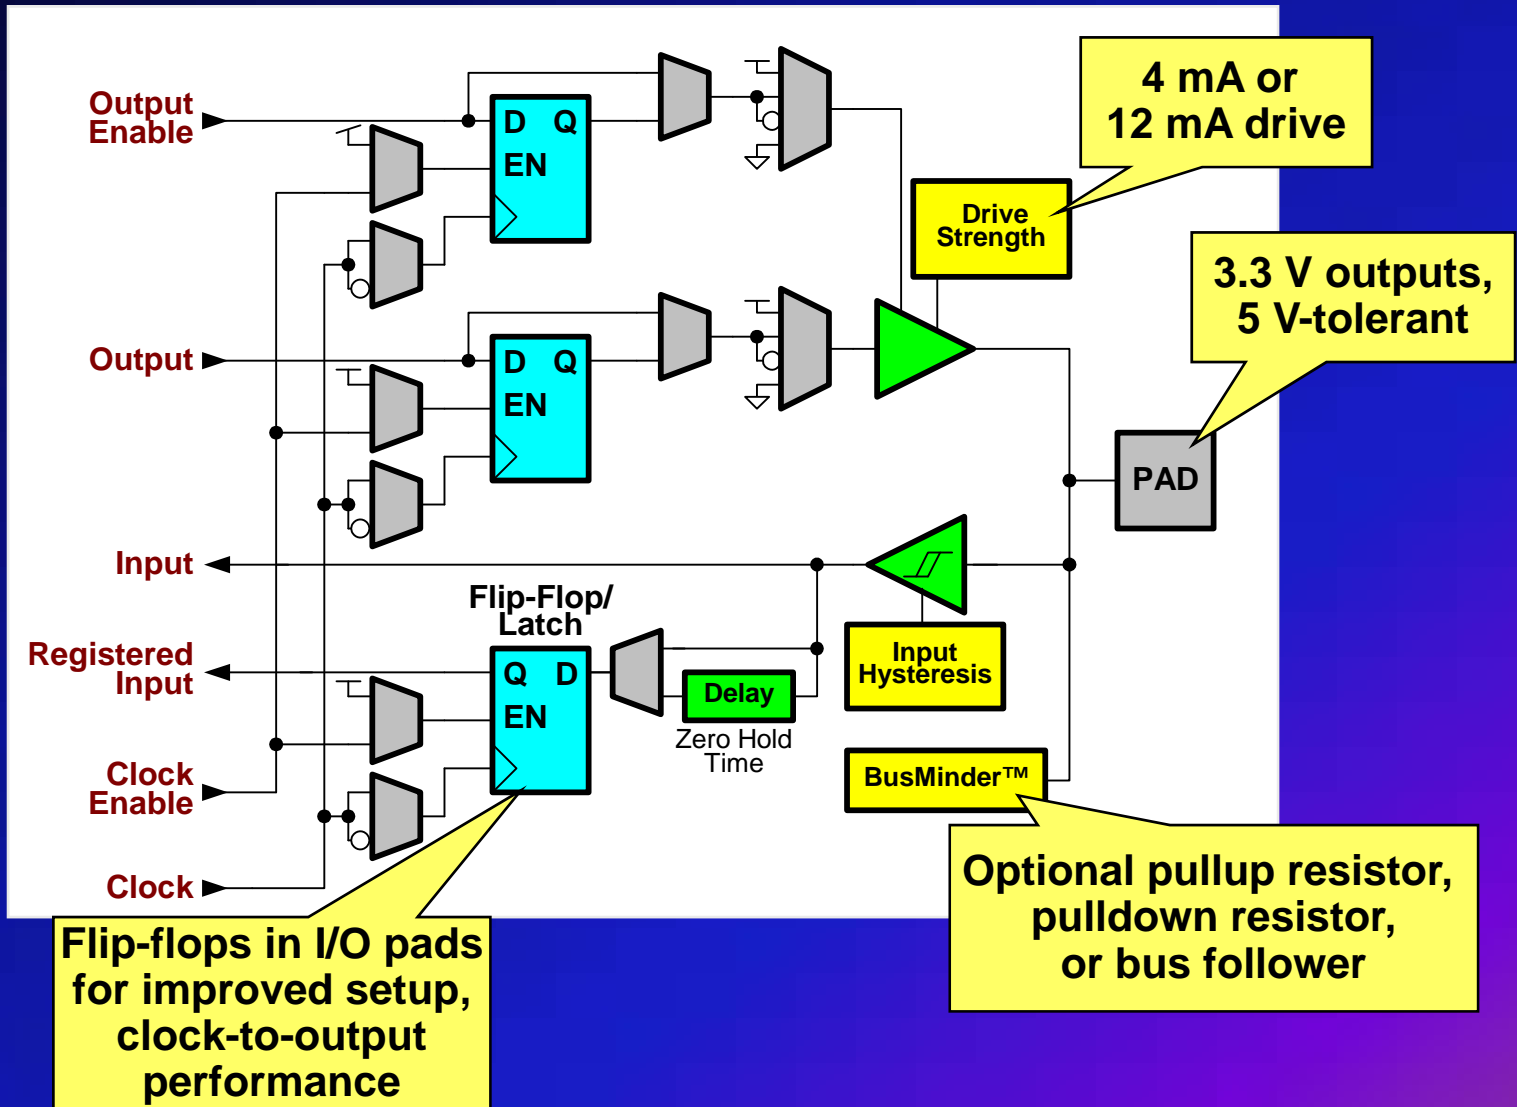 4 mA or
12 mA drive
Output
Enable
D Q
EN
Drive
Strength
3.3 V outputs,
5 V-tolerant
Output
D Q
EN
PAD
Input
Flip-Flop/
Latch
Registered
Input
Q D
EN
Delay
Zero Hold
Time
Input
Hysteresis
Clock
Enable
BusMinder™
Clock
Optional pullup resistor,
pulldown resistor,
or bus follower
Flip-flops in I/O pads
for improved setup,
clock-to-output
performance